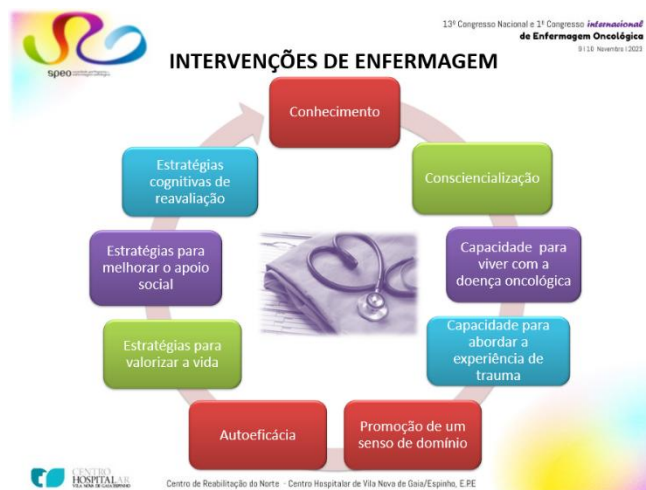 13º Congresso Nacional e 1º Congresso internacional
de Enfermagem Oncológica
9 | 10 Novembro | 2023
speo
INTERVENÇÕES DE ENFERMAGEM
Conhecimento
Consciencialização
Capacidade para
viver com a
doença oncológica
Capacidade para
abordar a
experiência de
trauma
Promoção de um
senso de domínio
Autoeficácia
Estratégias para
valorizar a vida
Estratégias para
melhorar o apoio
social
Estratégias
cognitivas de
reavaliação
CENTRO
HOSPITALAR
VILA NOVA DE GAIA/ESPINHO
Centro de Reabilitação do Norte - Centro Hospitalar de Vila Nova de Gaia/Espinho, E.PE